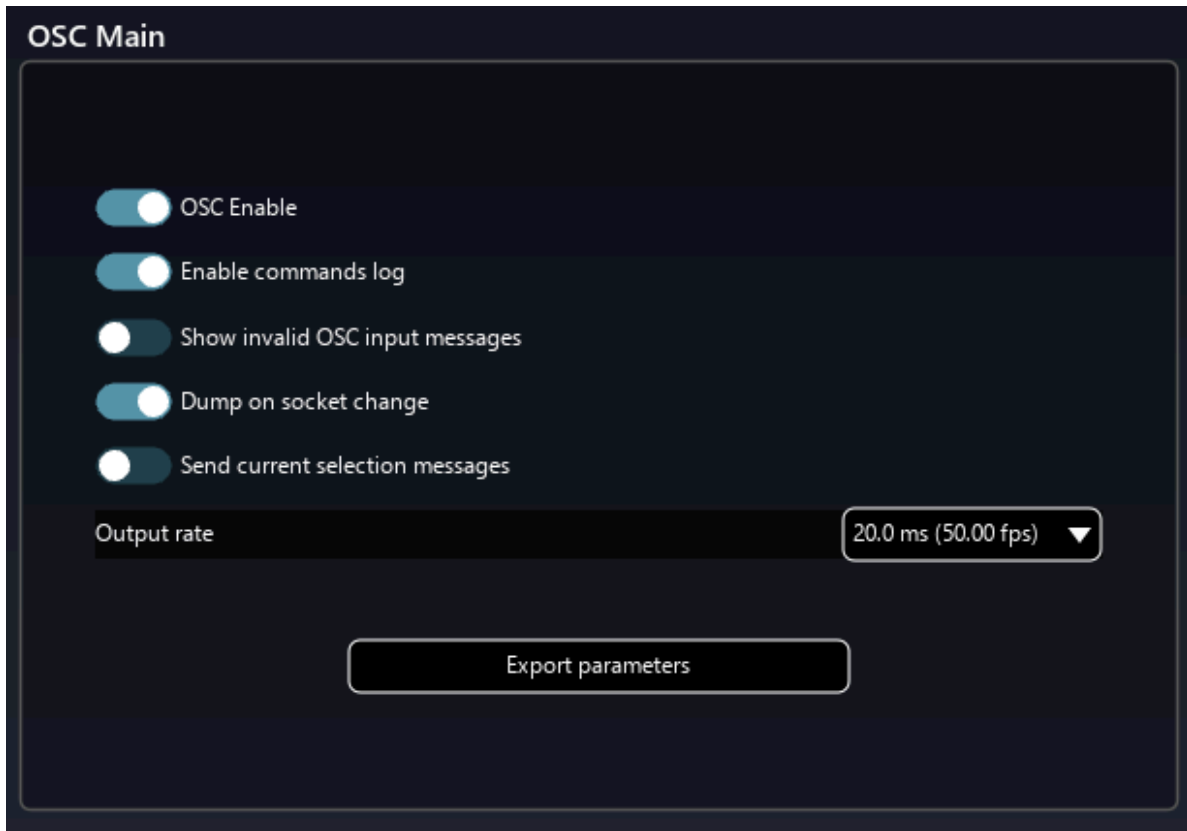 OSC Main
OSC Enable
Enable commands log
Show invalid OSC input messages
Dump on socket change
Send current selection messages
Output rate 20.0 ms (50.00 fps)
Export parameters